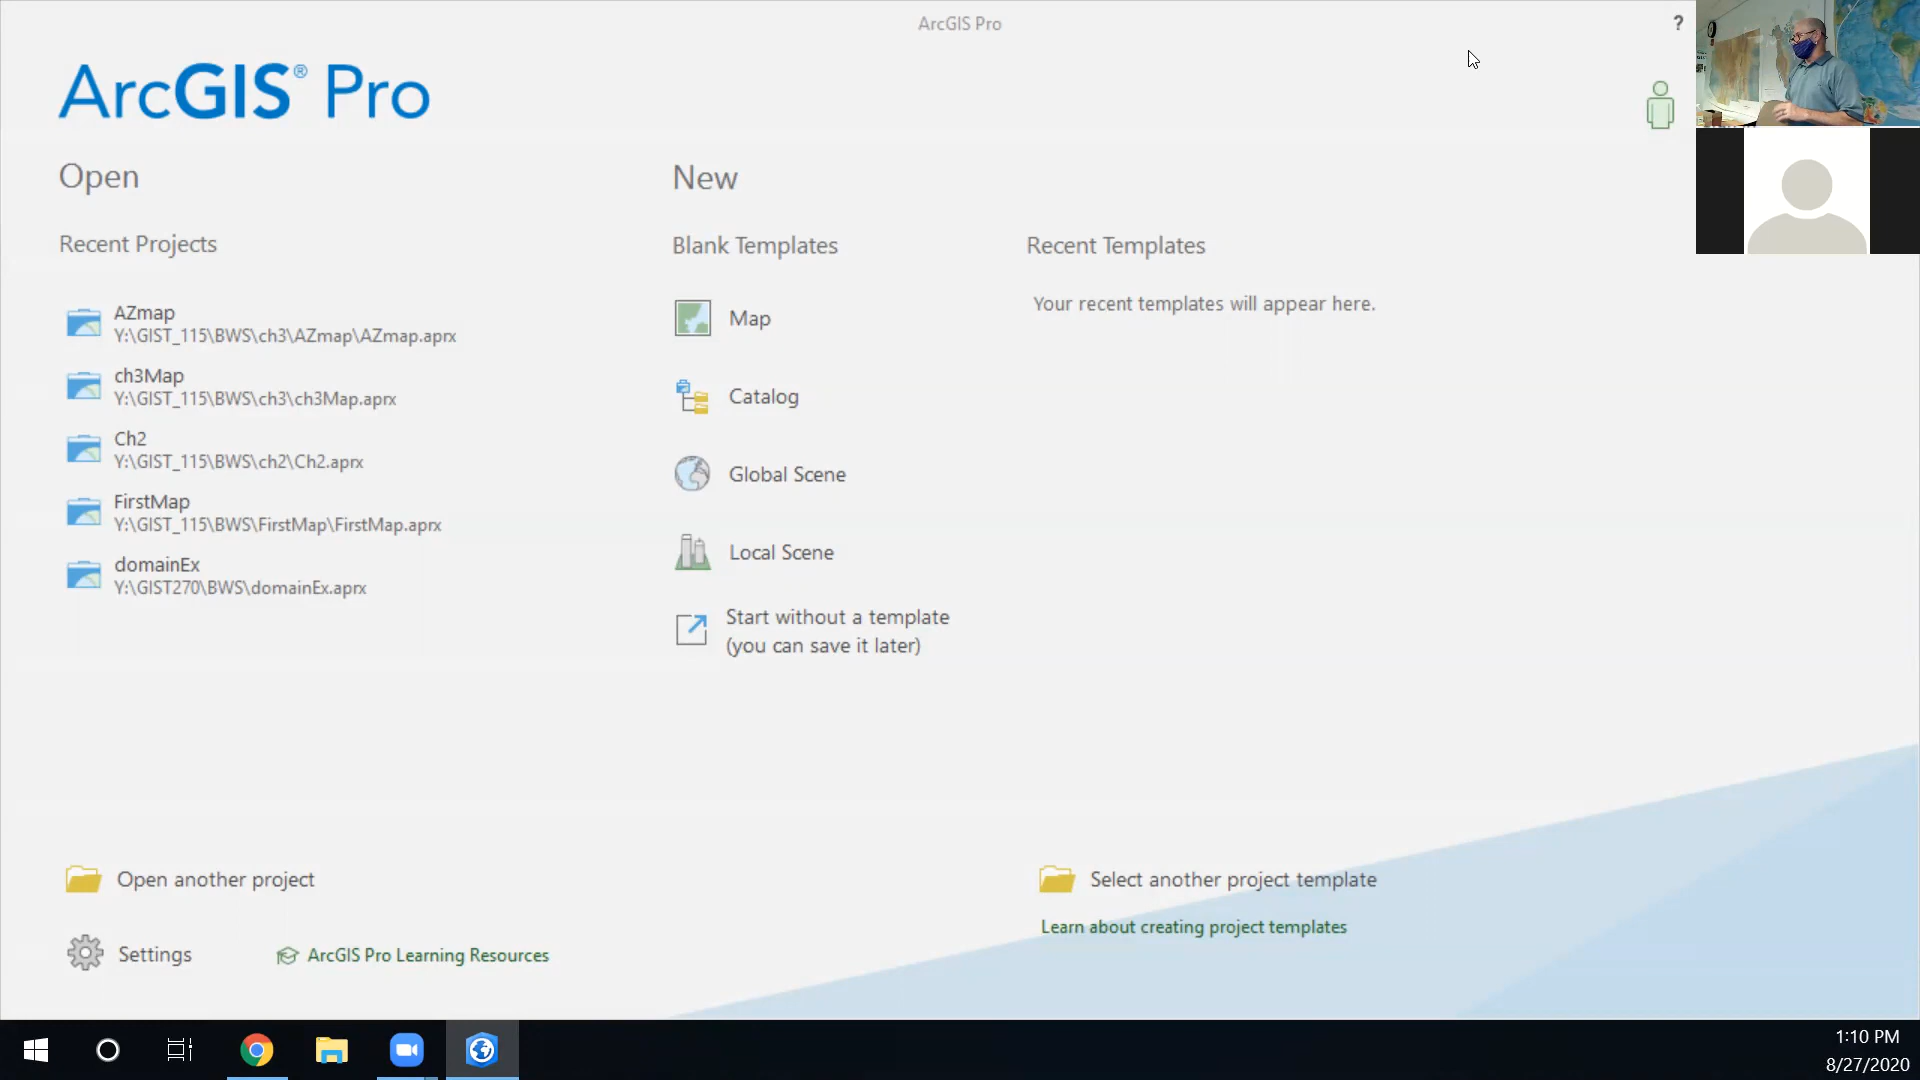 ArcGIS Pro
?
ArcGIS® Pro
Open
Recent Projects
AZmap
Y:\GIST_115\BWS\ch3\AZmap\AZmap.aprx
ch3Map
Y:\GIST_115\BWS\ch3\ch3Map.aprx
Ch2
Y:\GIST_115\BWS\ch2\Ch2.aprx
FirstMap
Y:\GIST_115\BWS\FirstMap\FirstMap.aprx
domainEx
Y:\GIST270\BWS\domainEx.aprx
New
Blank Templates
Map
Catalog
Global Scene
Local Scene
Start without a template
(you can save it later)
Recent Templates
Your recent templates will appear here.
Open another project
Settings
ArcGIS Pro Learning Resources
Select another project template
Learn about creating project templates
1:10 PM
8/27/2020